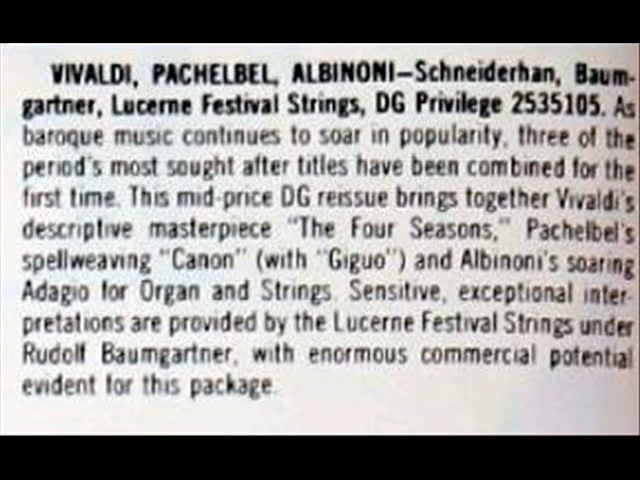 VIVALDI, PACHELBEL, ALBINONI—Schneiderhan, Baum-
gartner, Lucerne Festival Strings, DG Privilege 2535105. As
baroque music continues to soar in popularity, three of the
period's most sought after titles have been combined for the
first time. This mid-price DG reissue brings together Vivaldi's
descriptive masterpiece "The Four Seasons," Pachelbel's
spellweaving "Canon" (with "Giguo") and Albinoni's soaring
Adagio for Organ and Strings. Sensitive, exceptional inter-
pretations are provided by the Lucerne Festival Strings under
Rudolf Baumgartner, with enormous commercial potential
evident for this package.